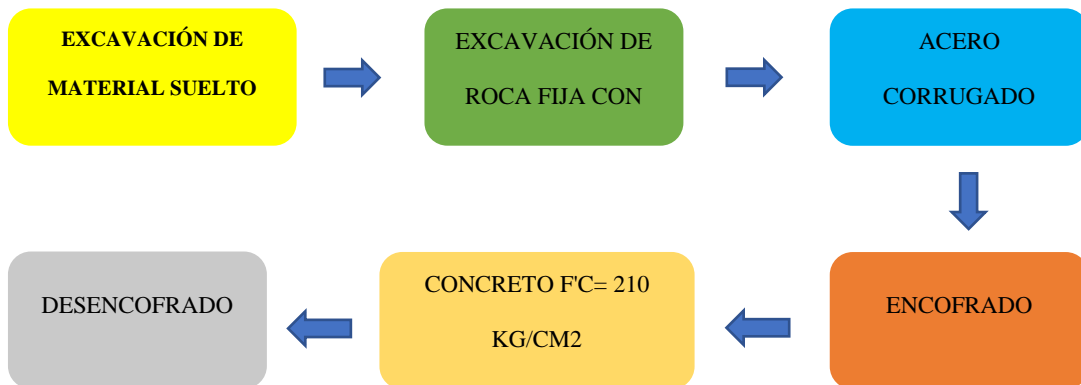 EXCAVACIÓN DE
MATERIAL SUELTO
EXCAVACIÓN DE
ROCA FIJA CON
ACERO
CORRUGADO
ENCOFRADO
CONCRETO F'C= 210
KG/CM2
DESENCOFRADO